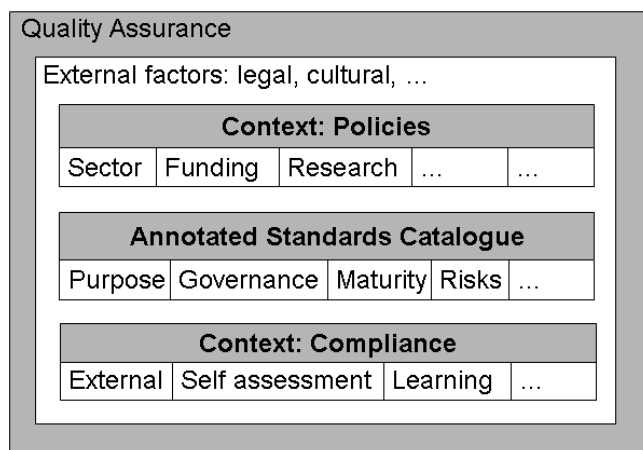 Quality Assurance
External factors: legal, cultural, ...
Context: Policies
Sector Funding Research ... ...
Annotated Standards Catalogue
Purpose Governance Maturity Risks ...
Context: Compliance
External Self assessment Learning ...